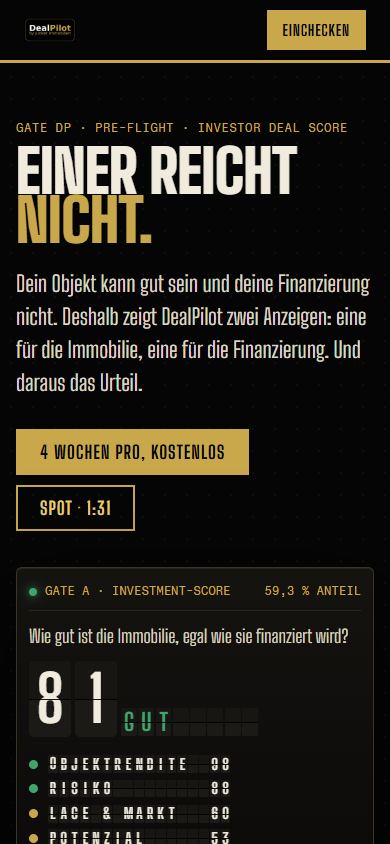 DealPilot
EINCHECKEN
GATE DP · PRE-FLIGHT · INVESTOR DEAL SCORE
EINER REICHT
NICHT.
Dein Objekt kann gut sein und deine Finanzierung
nicht. Deshalb zeigt DealPilot zwei Anzeigen: eine
für die Immobilie, eine für die Finanzierung. Und
daraus das Urteil.
4 WOCHEN PRO, KOSTENLOS
SPOT · 1:31
GATE A · INVESTMENT-SCORE 59,3 % ANTEIL
Wie gut ist die Immobilie, egal wie sie finanziert wird?
81 GUT
OBJEKTRENDITE
RISIKO
LAGE & MARKT 60
POTENZIAL 53